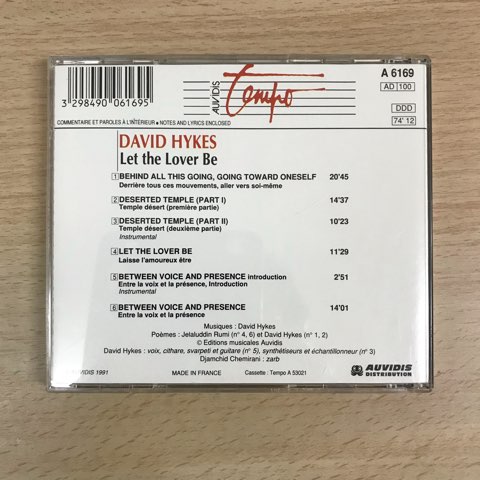 3 298490 061695
AUVIDIS
Tempo
A 6169
AD 100
DDD
74' 12
COMMENTAIRE ET PAROLES À L'INTÉRIEUR • NOTES AND LYRICS ENCLOSED
DAVID HYKES
Let the Lover Be
1 BEHIND ALL THIS GOING, GOING TOWARD ONESELF 20'45
Derrière tous ces mouvements, aller vers soi-même
2 DESERTED TEMPLE (PART I) 14'37
Temple désert (première partie)
3 DESERTED TEMPLE (PART II) 10'23
Temple désert (deuxième partie)
Instrumental
4 LET THE LOVER BE 11'29
Laisse l'amoureux être
5 BETWEEN VOICE AND PRESENCE introduction 2'51
Entre la voix et la présence, Introduction
Instrumental
6 BETWEEN VOICE AND PRESENCE 14'01
Entre la voix et la présence
Musiques : David Hykes
Poèmes : Jelaluddin Rumi (n° 4, 6) et David Hykes (n° 1, 2)
© Editions musicales Auvidis
David Hykes : voix, cithare, svarpeti et guitare (n° 5), synthétiseurs et échantillonneur (n° 3)
Djamchid Chemirani : zarb
AUVIDIS 1991
MADE IN FRANCE
Cassette : Tempo A 53021
AUVIDIS
DISTRIBUTION